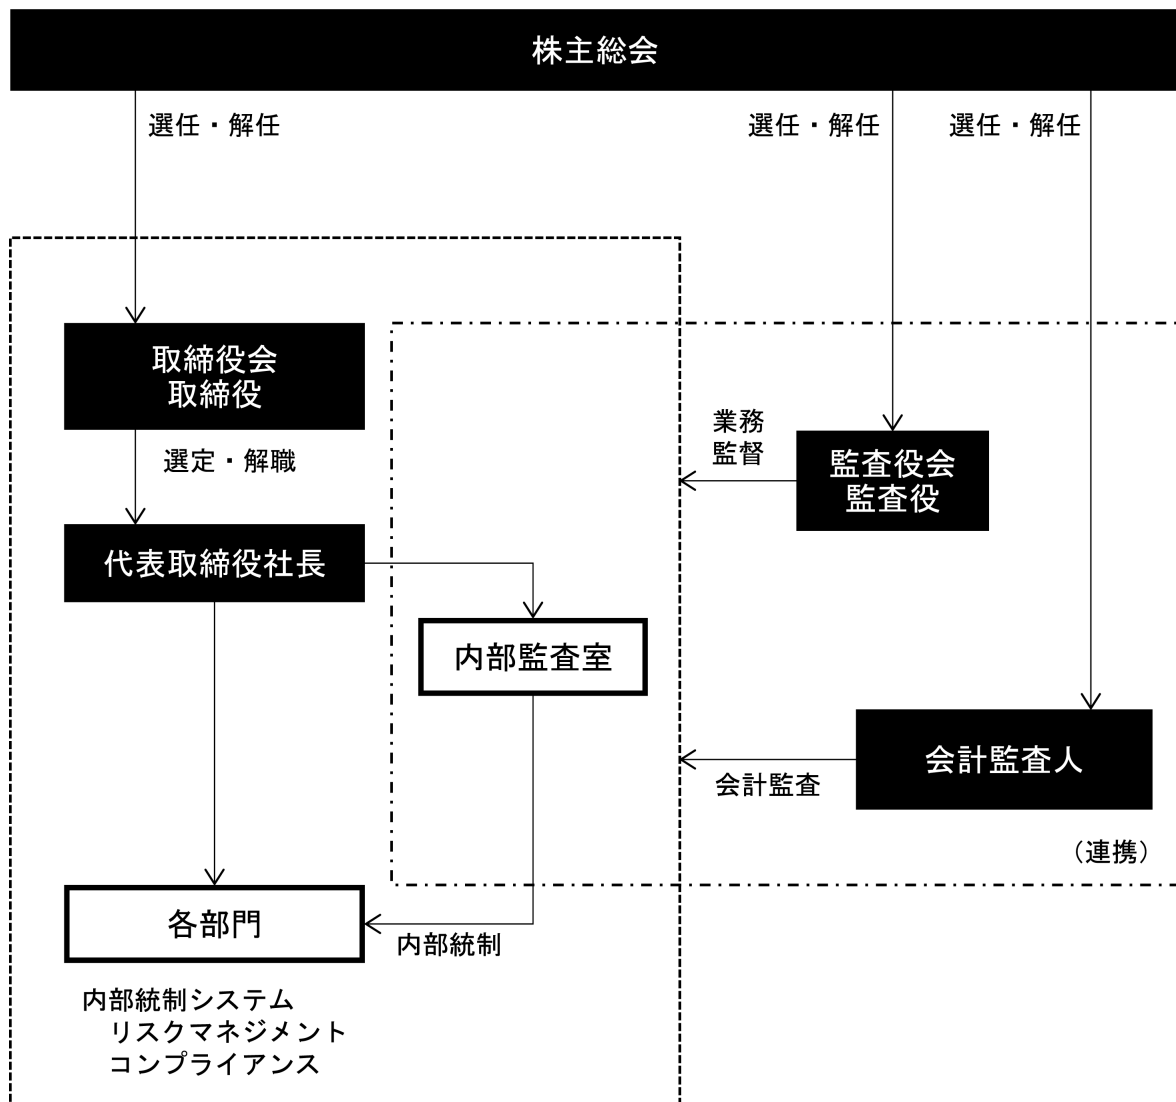 株主総会
選任・解任
選任・解任
選任・解任
取締役会
取締役
選定・解職
業務
監督
監査役会
監査役
代表取締役社長
内部監査室
会計監査人
会計監査
（連携）
各部門
内部統制
内部統制システム
リスクマネジメント
コンプライアンス